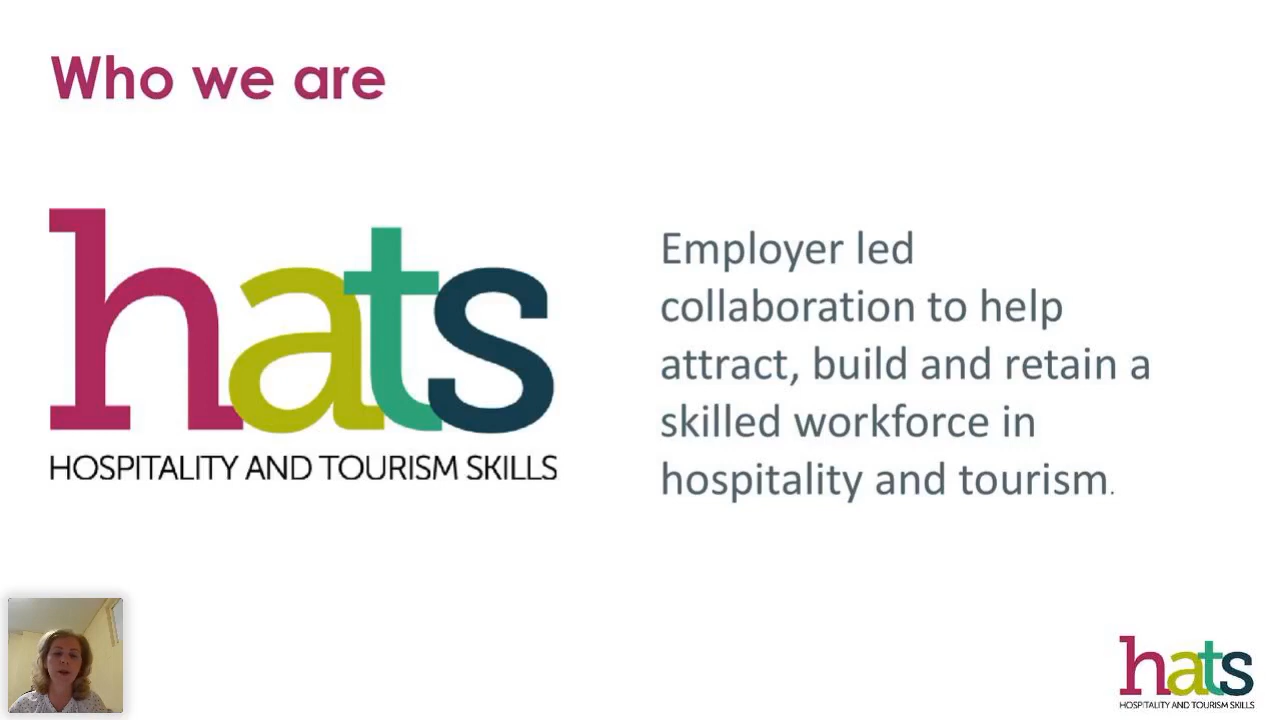 Who we are
hats
HOSPITALITY AND TOURISM SKILLS
Employer led
collaboration to help
attract, build and retain a
skilled workforce in
hospitality and tourism.
hats
HOSPITALITY AND TOURISM SKILLS